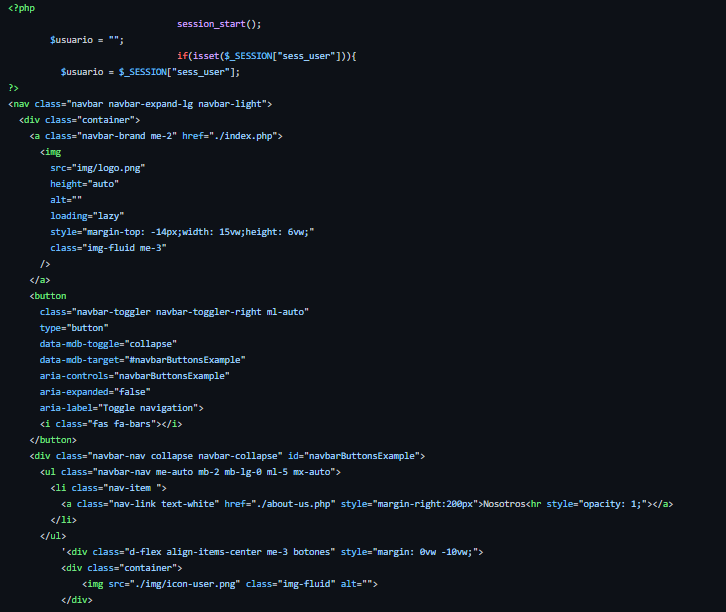 <?php
session_start();
$usuario = "";
if(isset($_SESSION["sess_user"])){
$usuario = $_SESSION["sess_user"];
?>
<nav class="navbar navbar-expand-lg navbar-light">
<div class="container">
<a class="navbar-brand me-2" href="./index.php">
<img
src="img/logo.png"
height="auto"
alt=""
loading="lazy"
style="margin-top: -14px;width: 15vw;height: 6vw;"
class="img-fluid me-3"
/>
</a>
<button
class="navbar-toggler navbar-toggler-right ml-auto"
type="button"
data-mdb-toggle="collapse"
data-mdb-target="#navbarButtonsExample"
aria-controls="navbarButtonsExample"
aria-expanded="false"
aria-label="Toggle navigation">
<i class="fas fa-bars"></i>
</button>
<div class="navbar-nav collapse navbar-collapse" id="navbarButtonsExample">
<ul class="navbar-nav me-auto mb-2 mb-lg-0 ml-5 mx-auto">
<li class="nav-item ">
<a class="nav-link text-white" href="./about-us.php" style="margin-right:200px">Nosotros<hr style="opacity: 1;"></a>
</li>
</ul>
'<div class="d-flex align-items-center me-3 botones" style="margin: 0vw -10vw;">
<div class="container">
<img src="./img/icon-user.png" class="img-fluid" alt="">
</div>